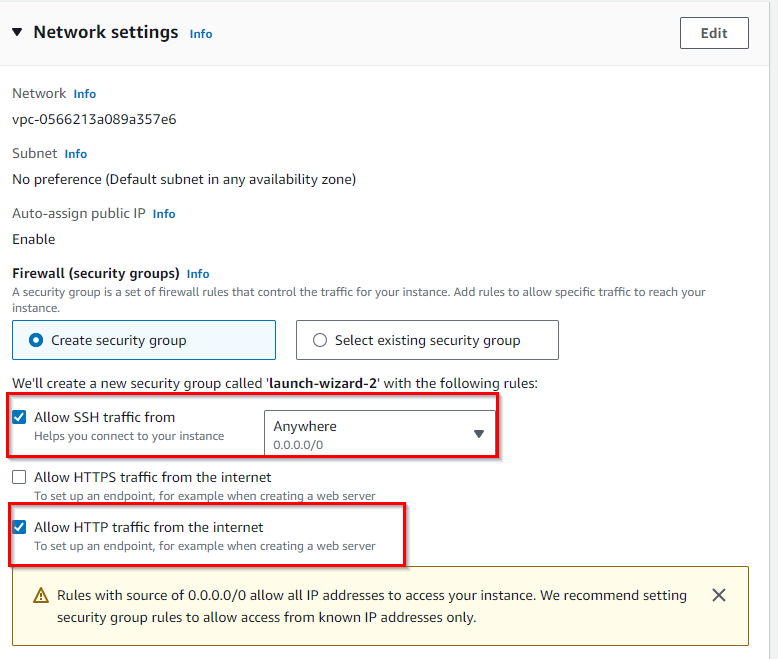 Network settings Info
Edit
Network Info
vpc-0566213a089a357e6
Subnet Info
No preference (Default subnet in any availability zone)
Auto-assign public IP Info
Enable
Firewall (security groups) Info
A security group is a set of firewall rules that control the traffic for your instance. Add rules to allow specific traffic to reach your
instance.
Create security group
Select existing security group
We'll create a new security group called 'launch-wizard-2' with the following rules:
Allow SSH traffic from
Helps you connect to your instance
Anywhere
0.0.0.0/0
Allow HTTPS traffic from the internet
To set up an endpoint, for example when creating a web server
Allow HTTP traffic from the internet
To set up an endpoint, for example when creating a web server
Rules with source of 0.0.0.0/0 allow all IP addresses to access your instance. We recommend setting
security group rules to allow access from known IP addresses only.